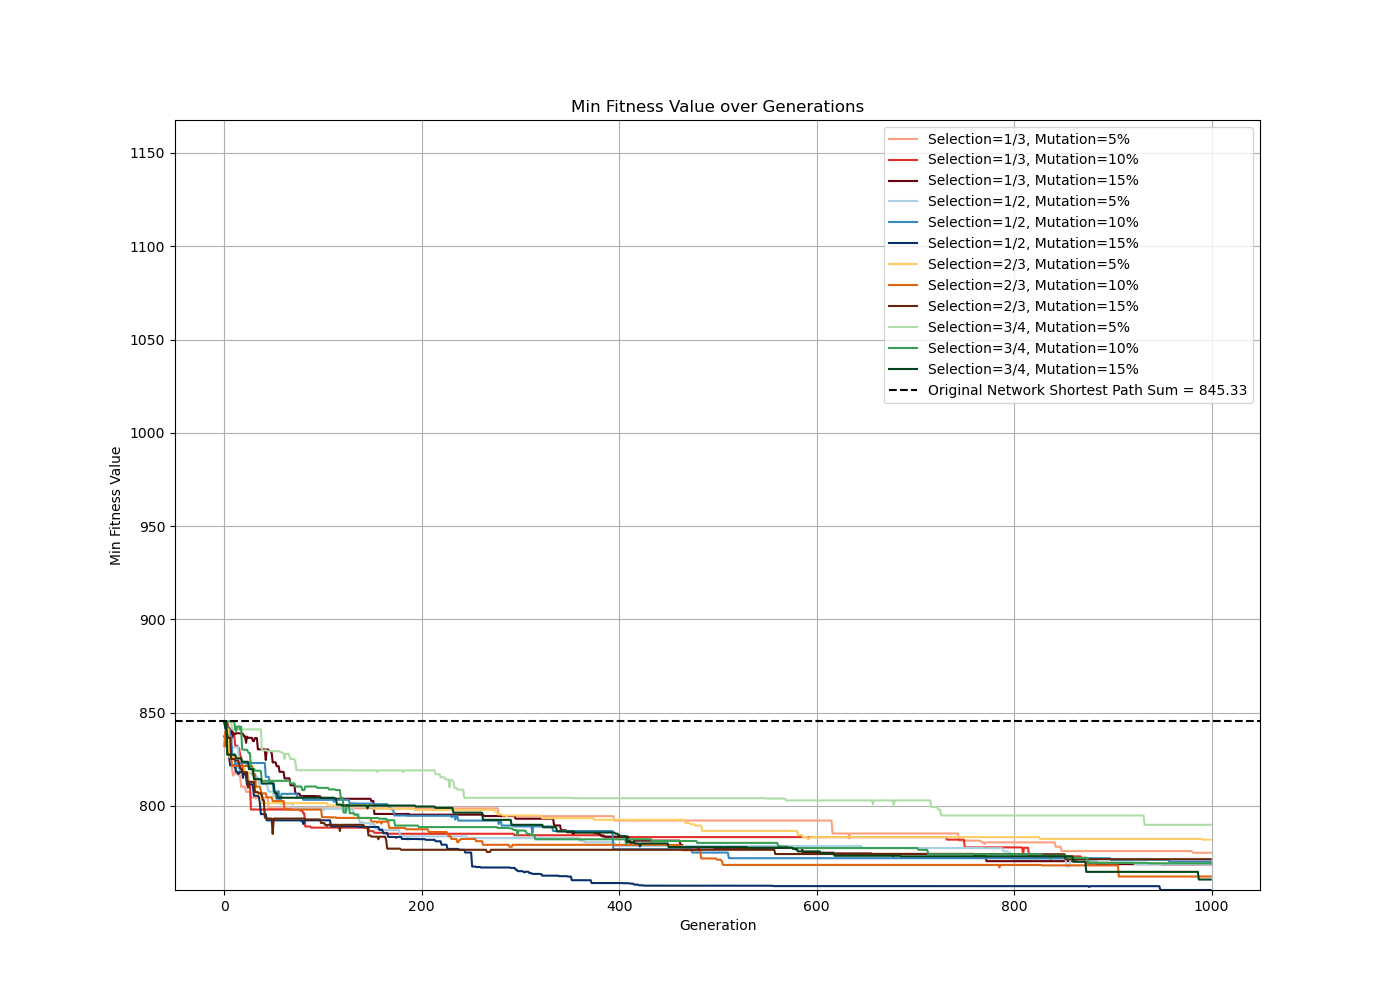 Min Fitness Value over Generations
Selection=1/3, Mutation=5%
Selection=1/3, Mutation=10%
Selection=1/3, Mutation=15%
Selection=1/2, Mutation=5%
Selection=1/2, Mutation=10%
Selection=1/2, Mutation=15%
Selection=2/3, Mutation=5%
Selection=2/3, Mutation=10%
Selection=2/3, Mutation=15%
Selection=3/4, Mutation=5%
Selection=3/4, Mutation=10%
Selection=3/4, Mutation=15%
Original Network Shortest Path Sum = 845.33
1150
1100
1050
1000
950
900
850
800
Min Fitness Value
0 200 400 600 800 1000
Generation